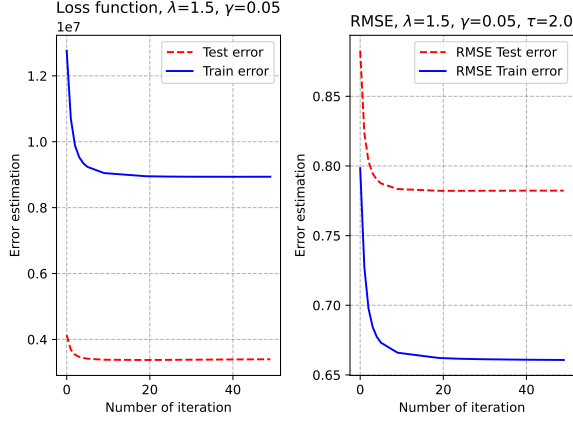 Loss function, λ=1.5, γ=0.05
1e7
Test error
Train error
1.2
1.0
0.8
0.6
0.4
Error estimation
0 20 40
Number of iteration
RMSE, λ=1.5, γ=0.05, τ=2.0
RMSE Test error
RMSE Train error
0.85
0.80
0.75
0.70
0.65
Error estimation
0 20 40
Number of iteration